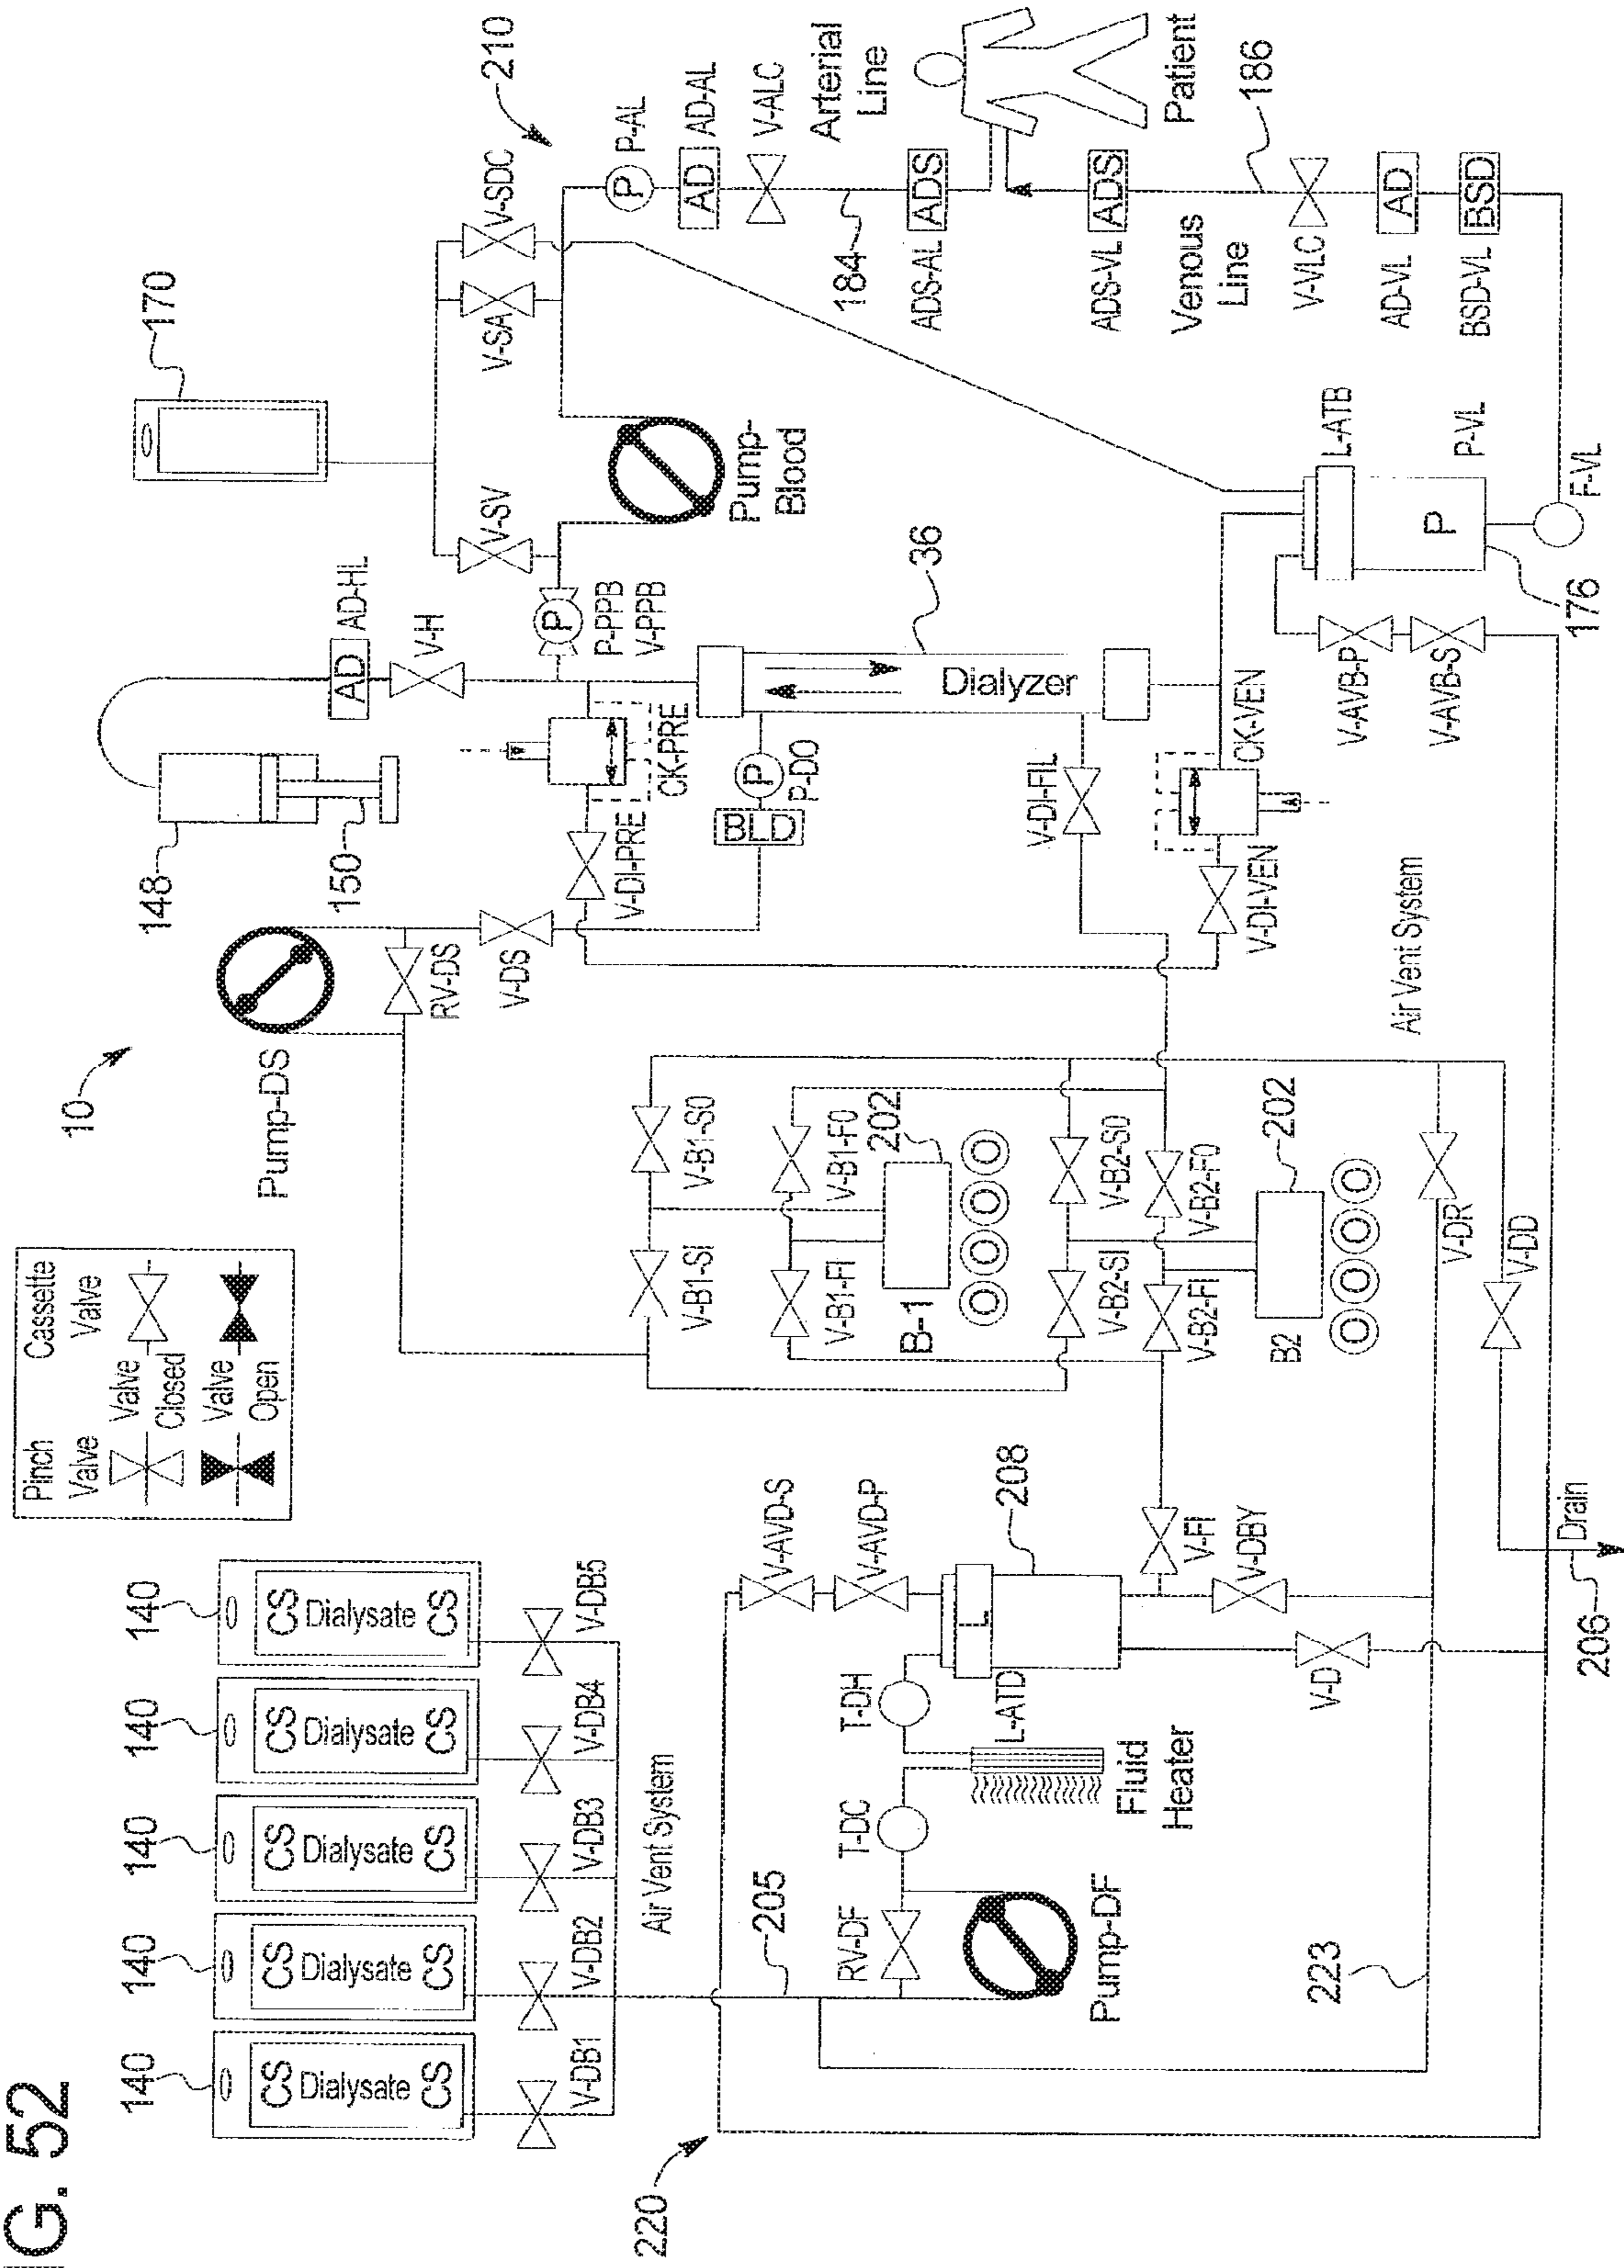 G. 52
220
140
CS Dialysate CS
V-DB1
140
CS Dialysate CS
V-DB2
140
CS Dialysate CS
V-DB3
140
CS Dialysate CS
V-DB4
140
CS Dialysate CS
V-DB5
Air Vent System
205
RV-DF
Pump-DF
T-DC
Fluid
Heater
T-DH
L-ATD
L
208
V-AVD-S
V-AVD-P
V-FI
V-DBY
V-D
223
206
Drain
Pinch
Valve
Cassette
Valve
Valve
Closed
Valve
Open
10
Pump-DS
RV-DS
V-DS
V-B1-SI
V-B1-S0
V-B1-FI
V-B1-F0
B-1
202
V-B2-SI
V-B2-S0
V-B2-FI
V-B2-F0
B2
202
V-DR
V-DD
Air Vent System
148
150
AD
AD-HL
V-H
V-DI-PRE
CK-PRE
P
P-PPB
V-PPB
BLD
P
P-DO
Dialyzer
36
V-DI-FIL
V-DI-VEN
CK-VEN
170
V-SV
V-SA
V-SDC
Pump-
Blood
210
P
P-AL
AD
AD-AL
V-ALC
Arterial
Line
184
ADS
ADS-AL
Patient
ADS
ADS-VL
Venous
Line
186
V-VLC
AD
AD-VL
BSD
BSD-VL
L-ATB
P
P-VL
F-VL
176
V-AVB-P
V-AVB-S